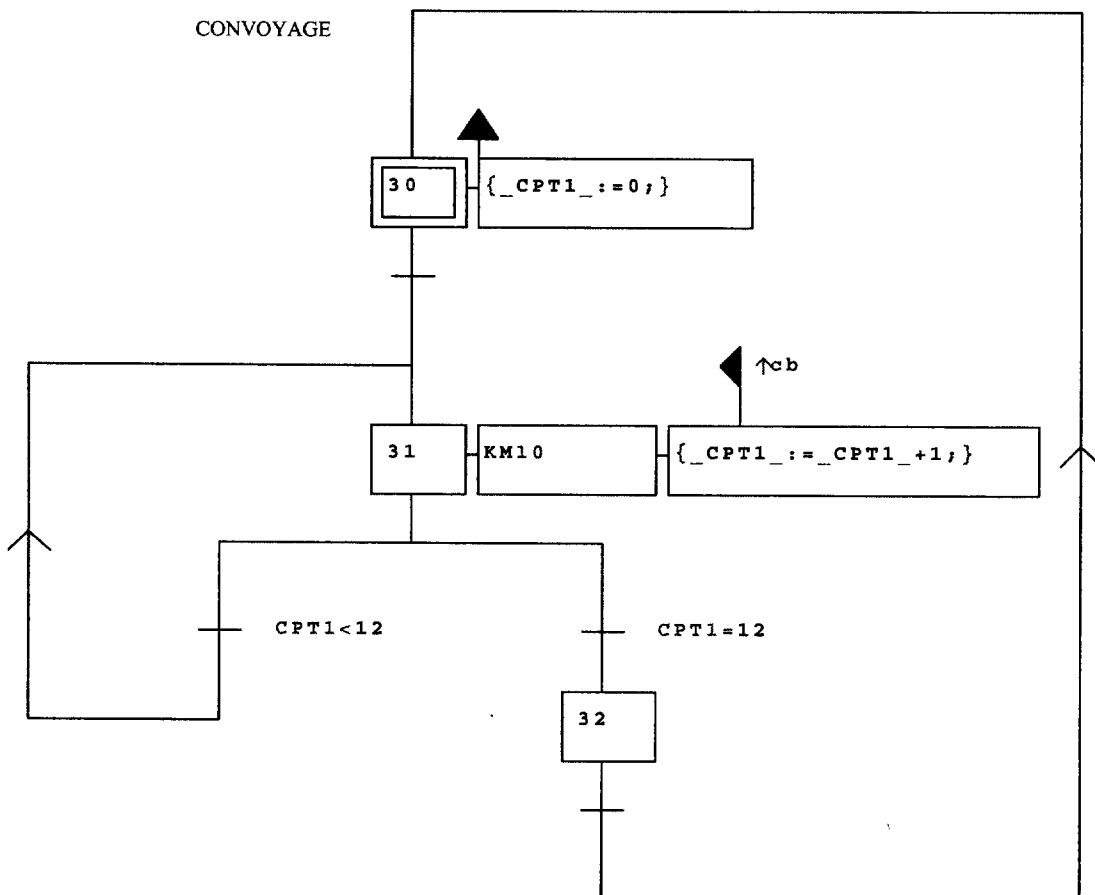 CONVOYAGE
30
{_CPT1_:=0;}
↑cb
31
KM10
{_CPT1_:=_CPT1_+1;}
CPT1<12
CPT1=12
32